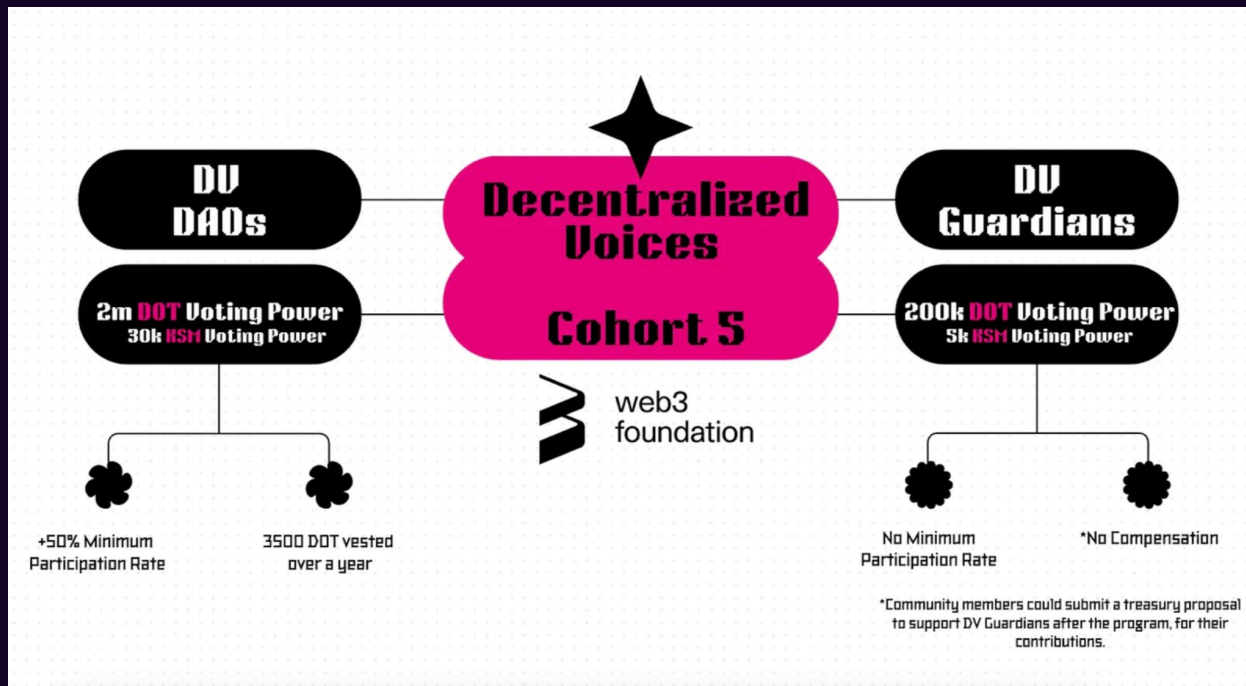 DV
DAOs
2m DOT Voting Power
30k KSM Voting Power
+50% Minimum
Participation Rate
3500 DOT vested
over a year
Decentralized
Voices
Cohort 5
web3
foundation
DV
Guardians
200k DOT Voting Power
5k KSM Voting Power
No Minimum
Participation Rate
*No Compensation
*Community members could submit a treasury proposal
to support DV Guardians after the program, for their
contributions.